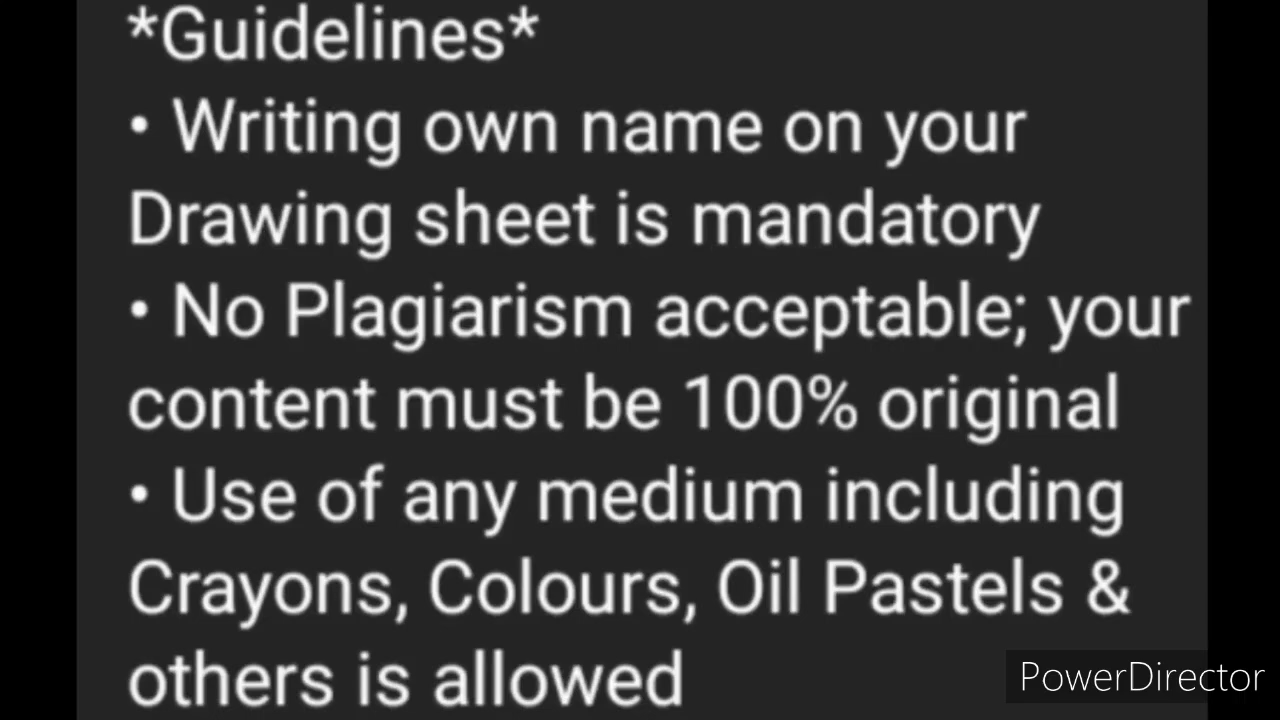 *Guidelines*
• Writing own name on your
Drawing sheet is mandatory
• No Plagiarism acceptable; your
content must be 100% original
• Use of any medium including
Crayons, Colours, Oil Pastels &
others is allowed
PowerDirector